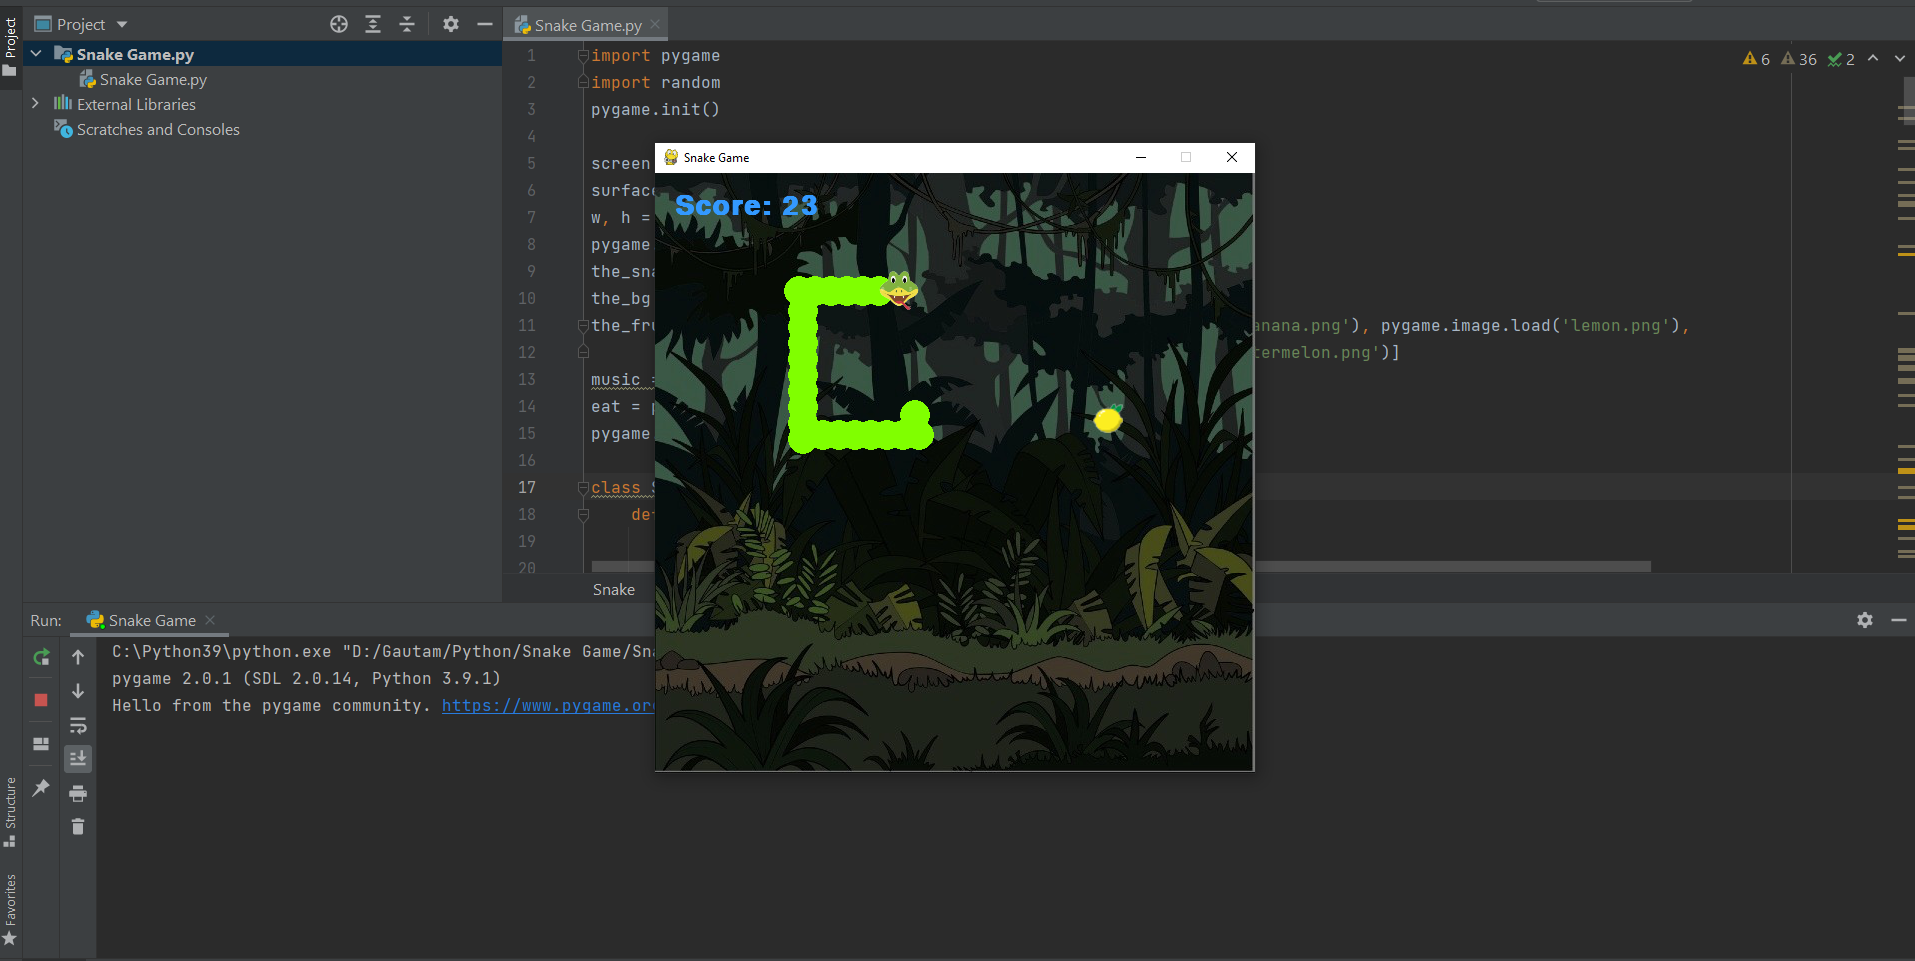 Project
Project
Snake Game.py
Snake Game.py
External Libraries
Scratches and Consoles
Snake Game.py
6 36 2
1 import pygame
2 import random
3 pygame.init()
4
5 screen
6
7 w, h =
8 pygame
9
10 the_bg
11 anana.png'), pygame.image.load('lemon.png'),
12 termelon.png')]
13 music =
14 eat =
15 pygame
16
17 class
18
19
20
Snake Game
Score: 23
Snake
Run: Snake Game
C:\Python39\python.exe "D:/Gautam/Python/Snake Game/Sna
pygame 2.0.1 (SDL 2.0.14, Python 3.9.1)
Hello from the pygame community. https://www.pygame.or
Structure
Favorites